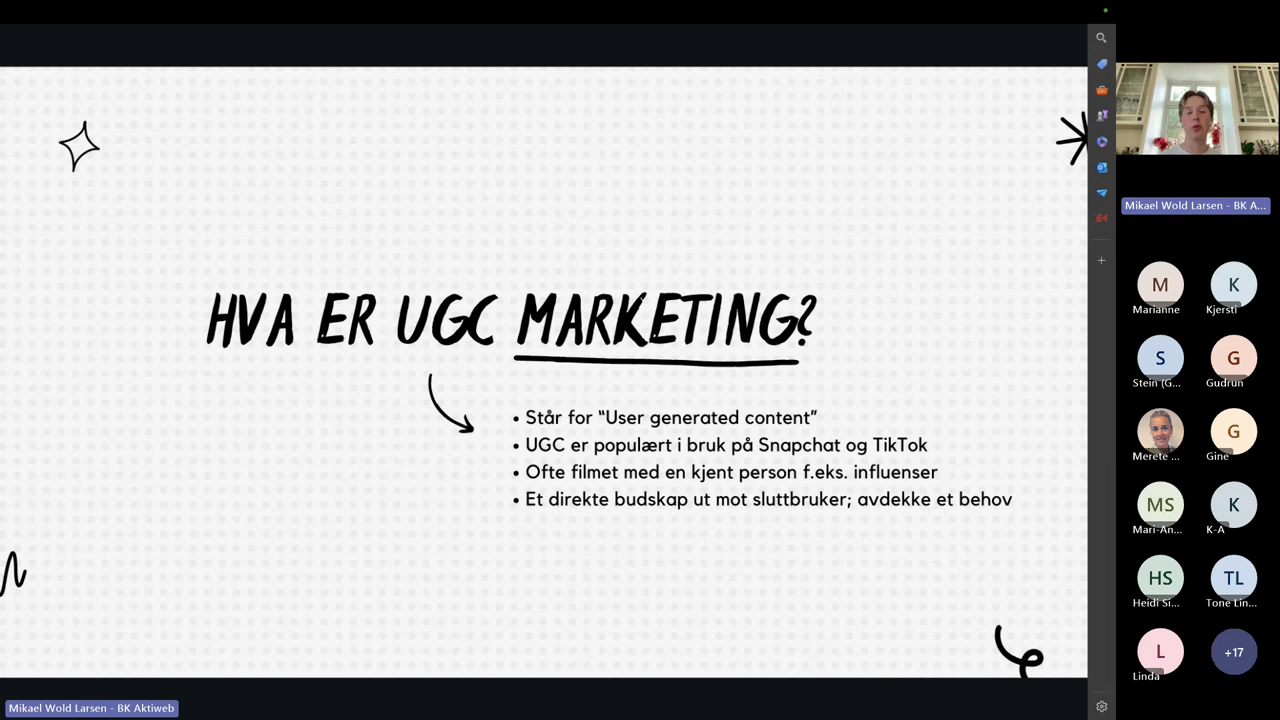 HVA ER UGC MARKETING?
• Står for “User generated content”
• UGC er populært i bruk på Snapchat og TikTok
• Ofte filmet med en kjent person f.eks. influenser
• Et direkte budskap ut mot sluttbruker; avdekke et behov
Mikael Wold Larsen - BK Aktiweb
Mikael Wold Larsen - BK A...
M
Marianne
K
Kjersti
S
Stein (G...
G
Gudrun
Merete ...
G
Gine
MS
Mari-An...
K
K-A
HS
Heidi Si...
TL
Tone Lin...
L
Linda
+17